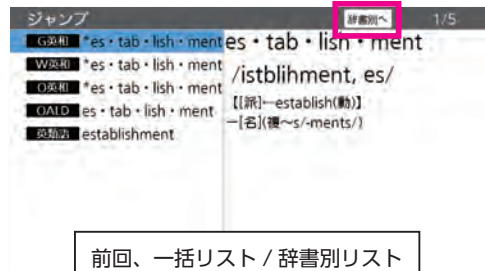 ジャンプ 辞書別へ 1/5
G英和 *es・tab・lish・ment
W英和 *es・tab・lish・ment
O英和 *es・tab・lish・ment
OALD es・tab・lish・ment
英類語 establishment
es・tab・lish・ment
/istblihment, es/
【[派]←establish(動)】
―[名](複～s/-ments/)
前回、一括リスト / 辞書別リスト